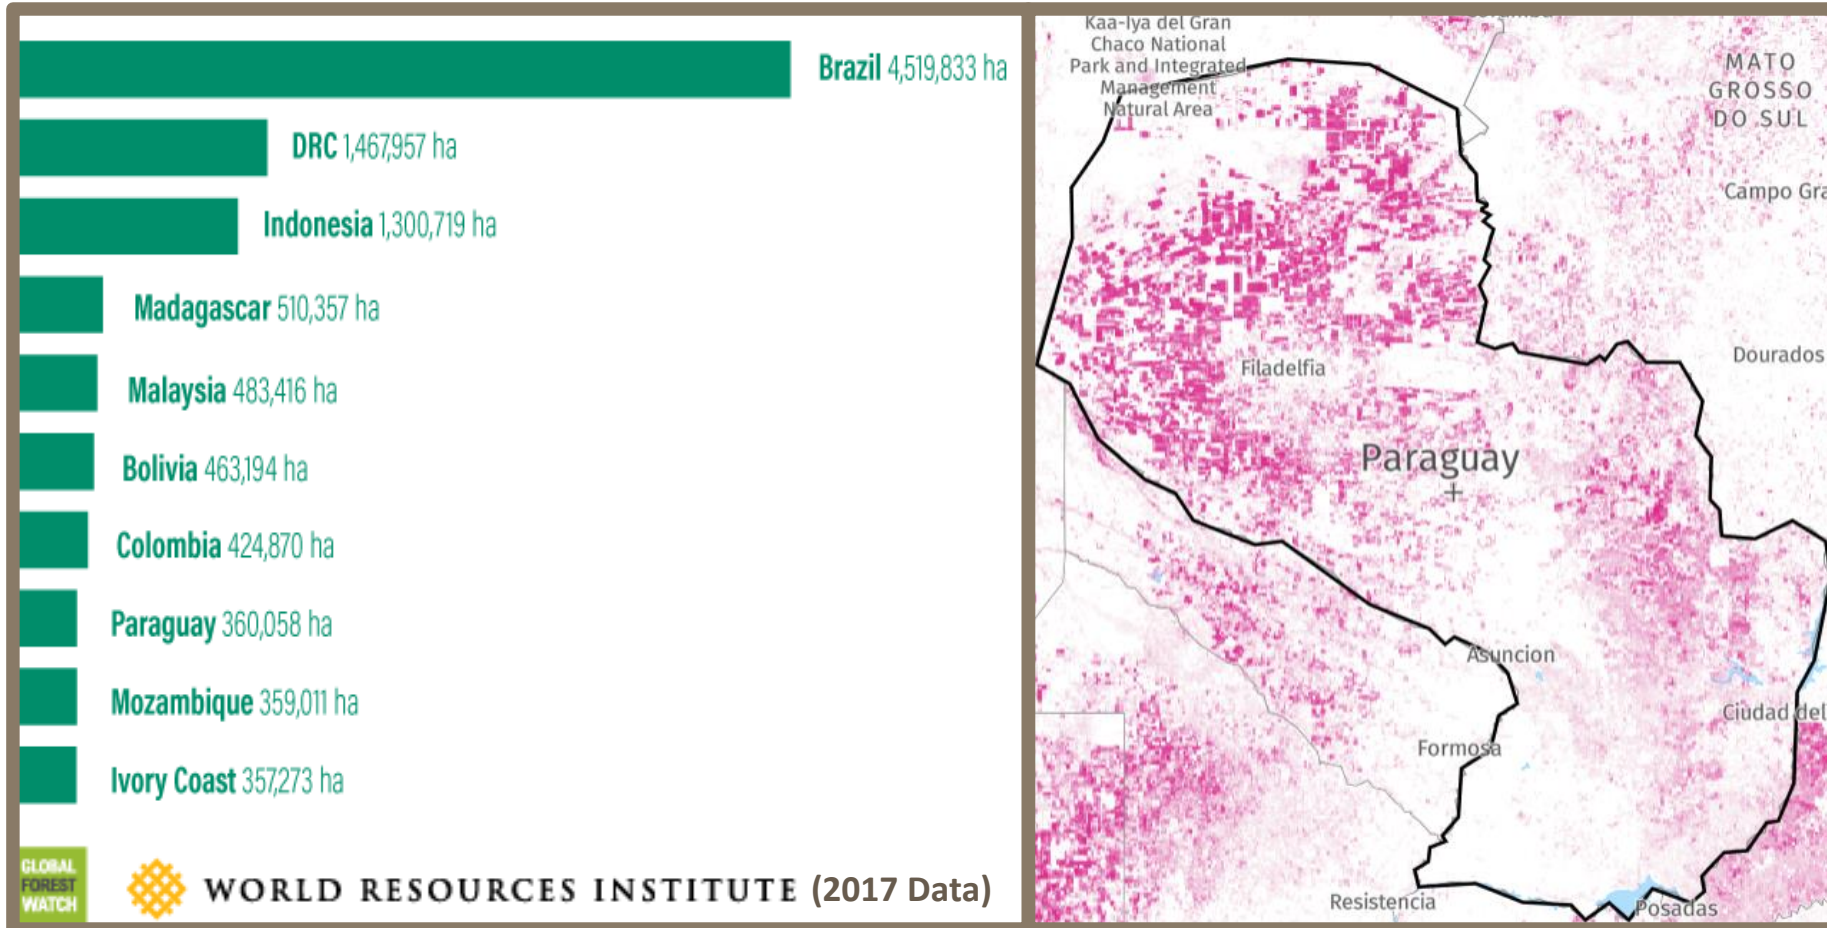 Brazil 4,519,833 ha
DRC 1,467,957 ha
Indonesia 1,300,719 ha
Madagascar 510,357 ha
Malaysia 483,416 ha
Bolivia 463,194 ha
Colombia 424,870 ha
Paraguay 360,058 ha
Mozambique 359,011 ha
Ivory Coast 357,273 ha
GLOBAL
FOREST
WATCH
WORLD RESOURCES INSTITUTE (2017 Data)
Kaa-Iya del Gran
Chaco National
Park and Integrated
Management
Natural Area
MATO
GROSSO
DO SUL
Campo Gra
Dourados
Filadelfia
Paraguay
Asuncion
Ciudad del
Formosa
Resistencia
Posadas